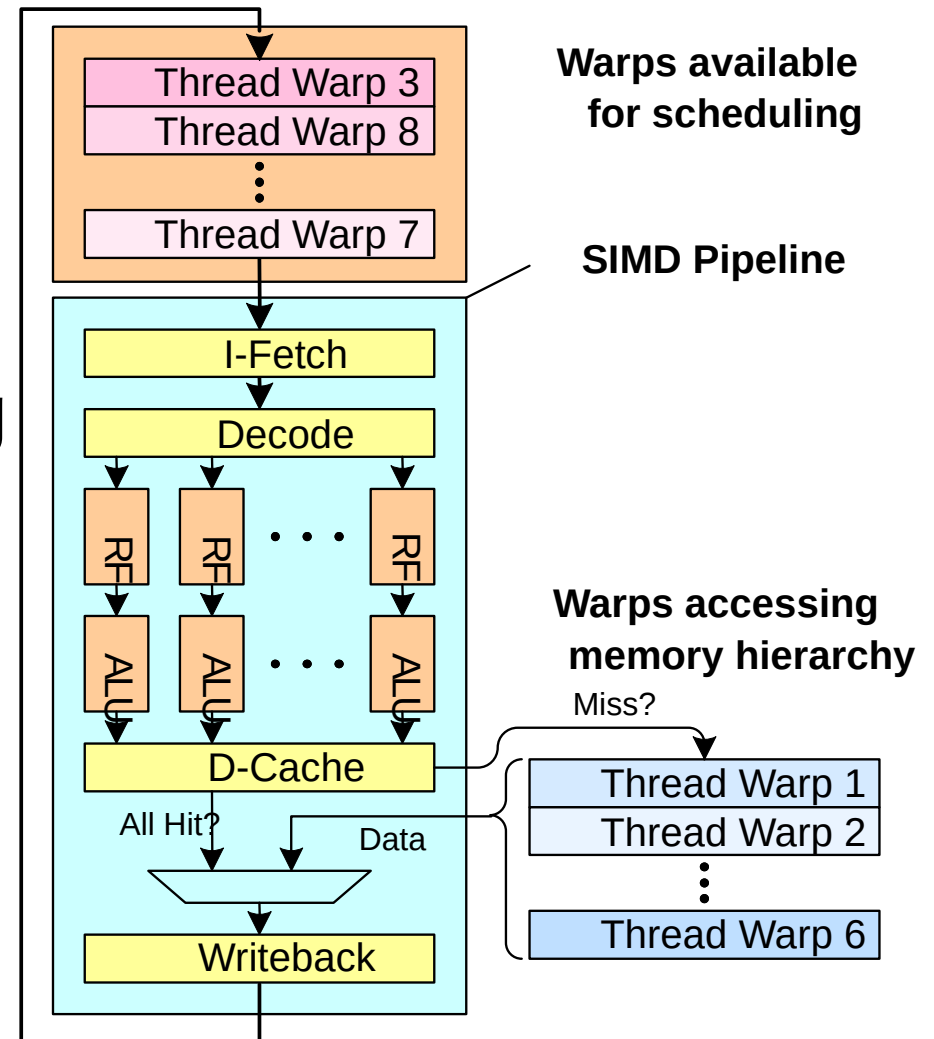 Thread Warp 3
Thread Warp 8
Thread Warp 7
Warps available
for scheduling
SIMD Pipeline
I-Fetch
Decode
RF
RF
RF
ALU
ALU
ALU
Warps accessing
memory hierarchy
Miss?
D-Cache
All Hit?
Data
Thread Warp 1
Thread Warp 2
Thread Warp 6
Writeback